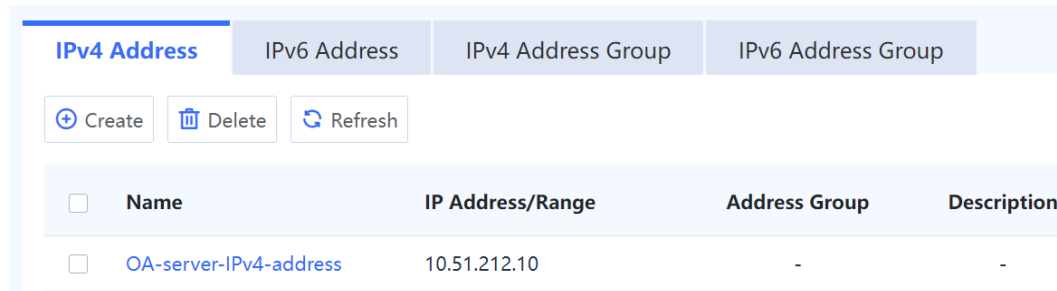 IPv4 Address IPv6 Address IPv4 Address Group IPv6 Address Group
Create Delete Refresh
Name IP Address/Range Address Group Description
OA-server-IPv4-address 10.51.212.10 - -